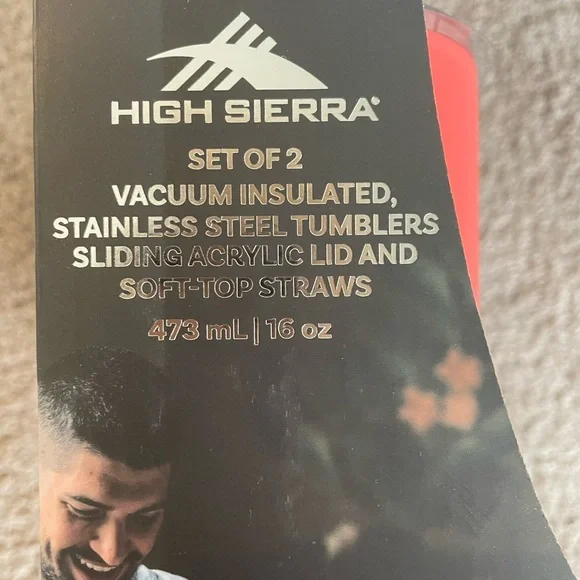 HIGH SIERRA®
SET OF 2
VACUUM INSULATED,
STAINLESS STEEL TUMBLERS
SLIDING ACRYLIC LID AND
SOFT-TOP STRAWS
473 mL | 16 oz